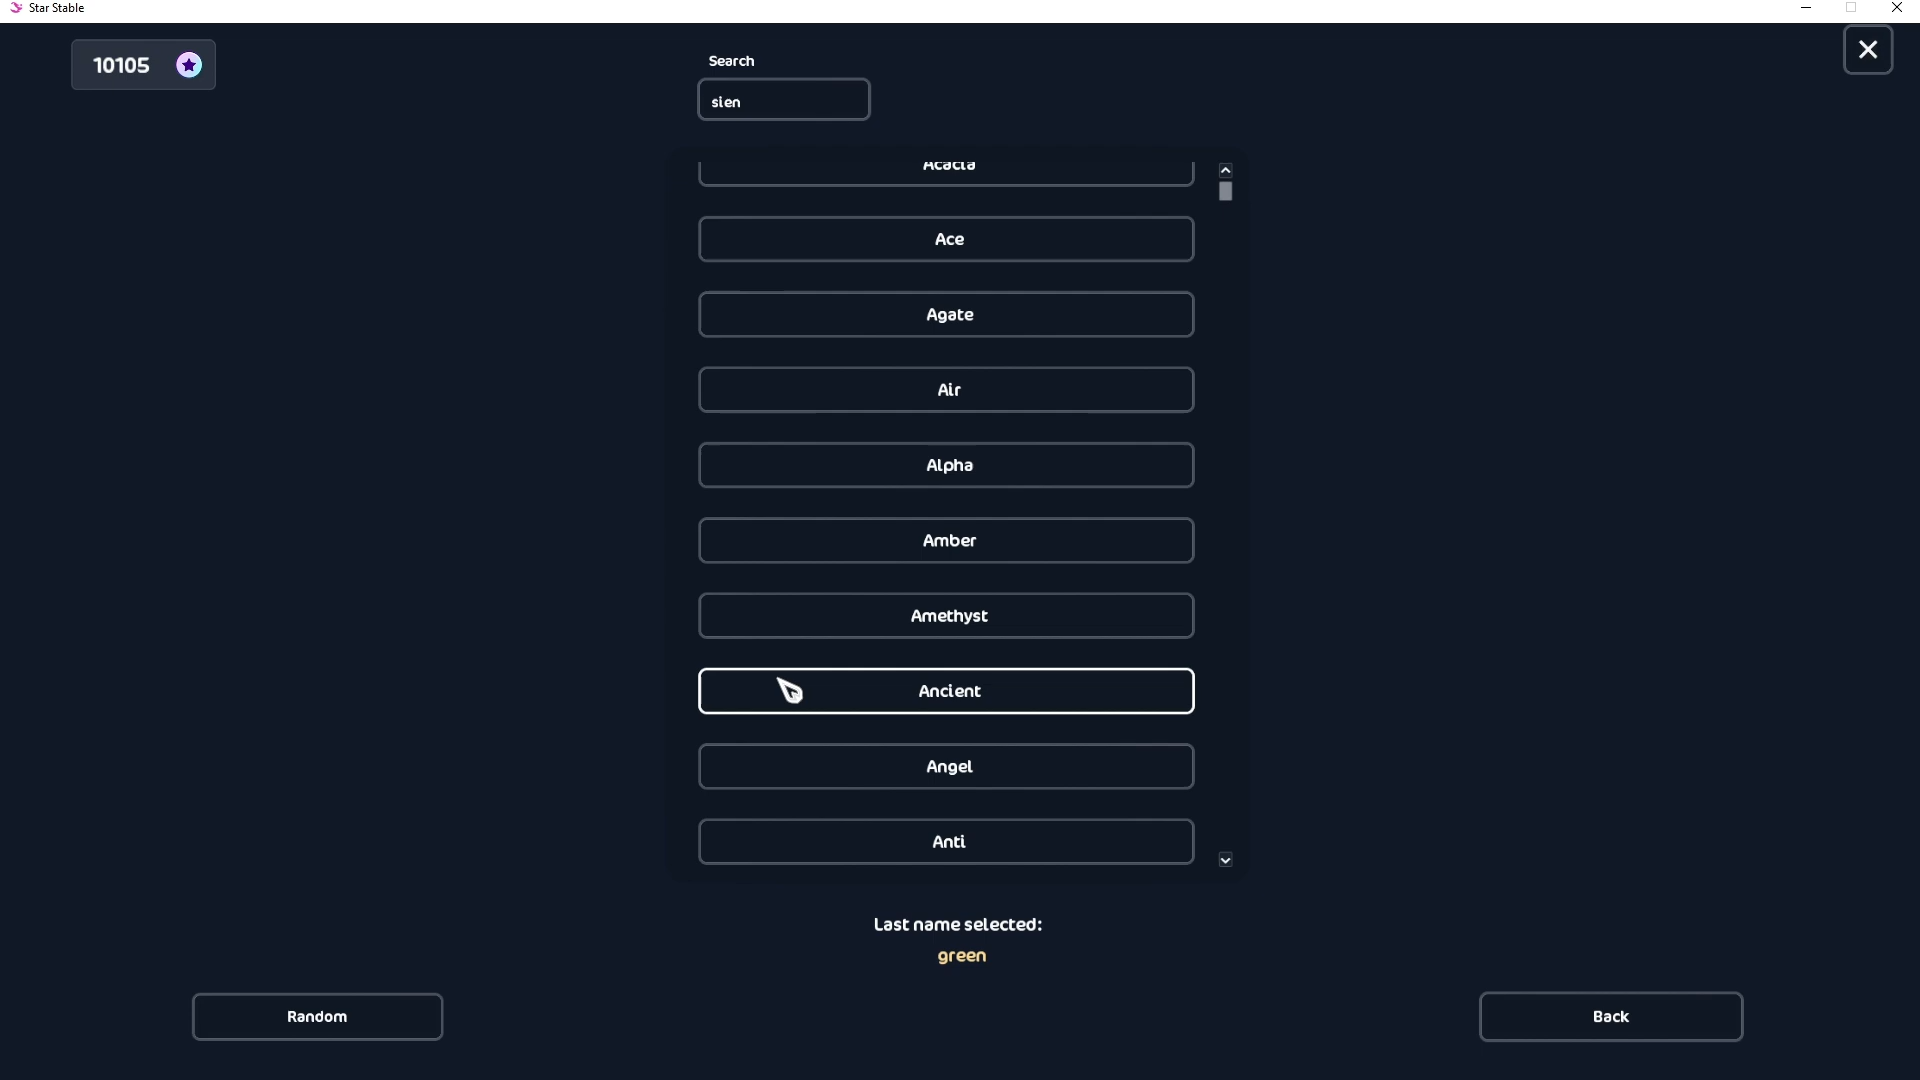 Star Stable
10105
Search
sien
Acacia
Ace
Agate
Air
Alpha
Amber
Amethyst
Ancient
Angel
Anti
Last name selected:
green
Random
Back